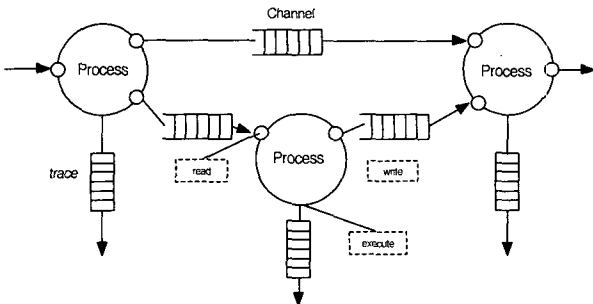 Channel
Process
Process
trace
read
Process
write
execute